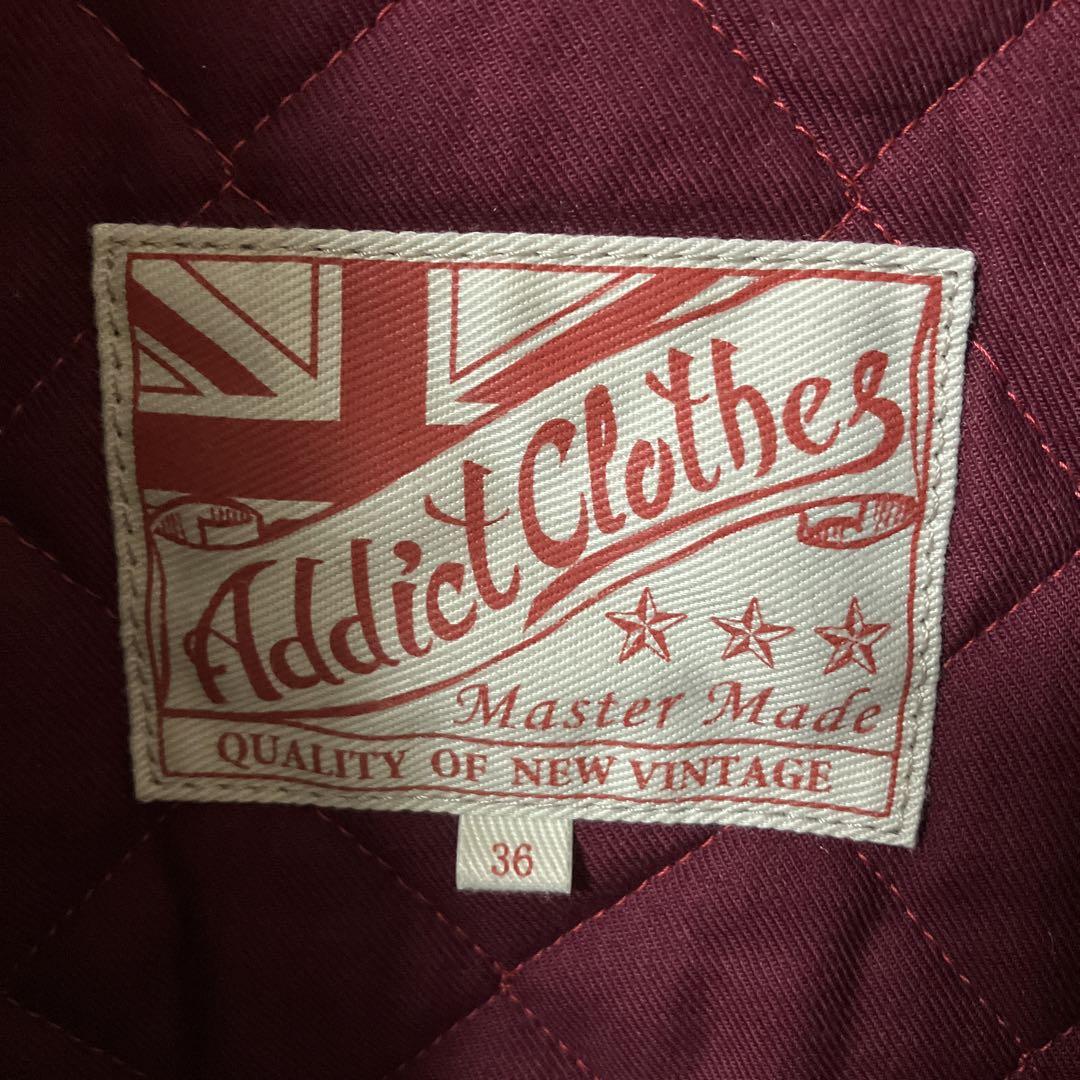 Addict Clothes
Master Made
QUALITY OF NEW VINTAGE
36